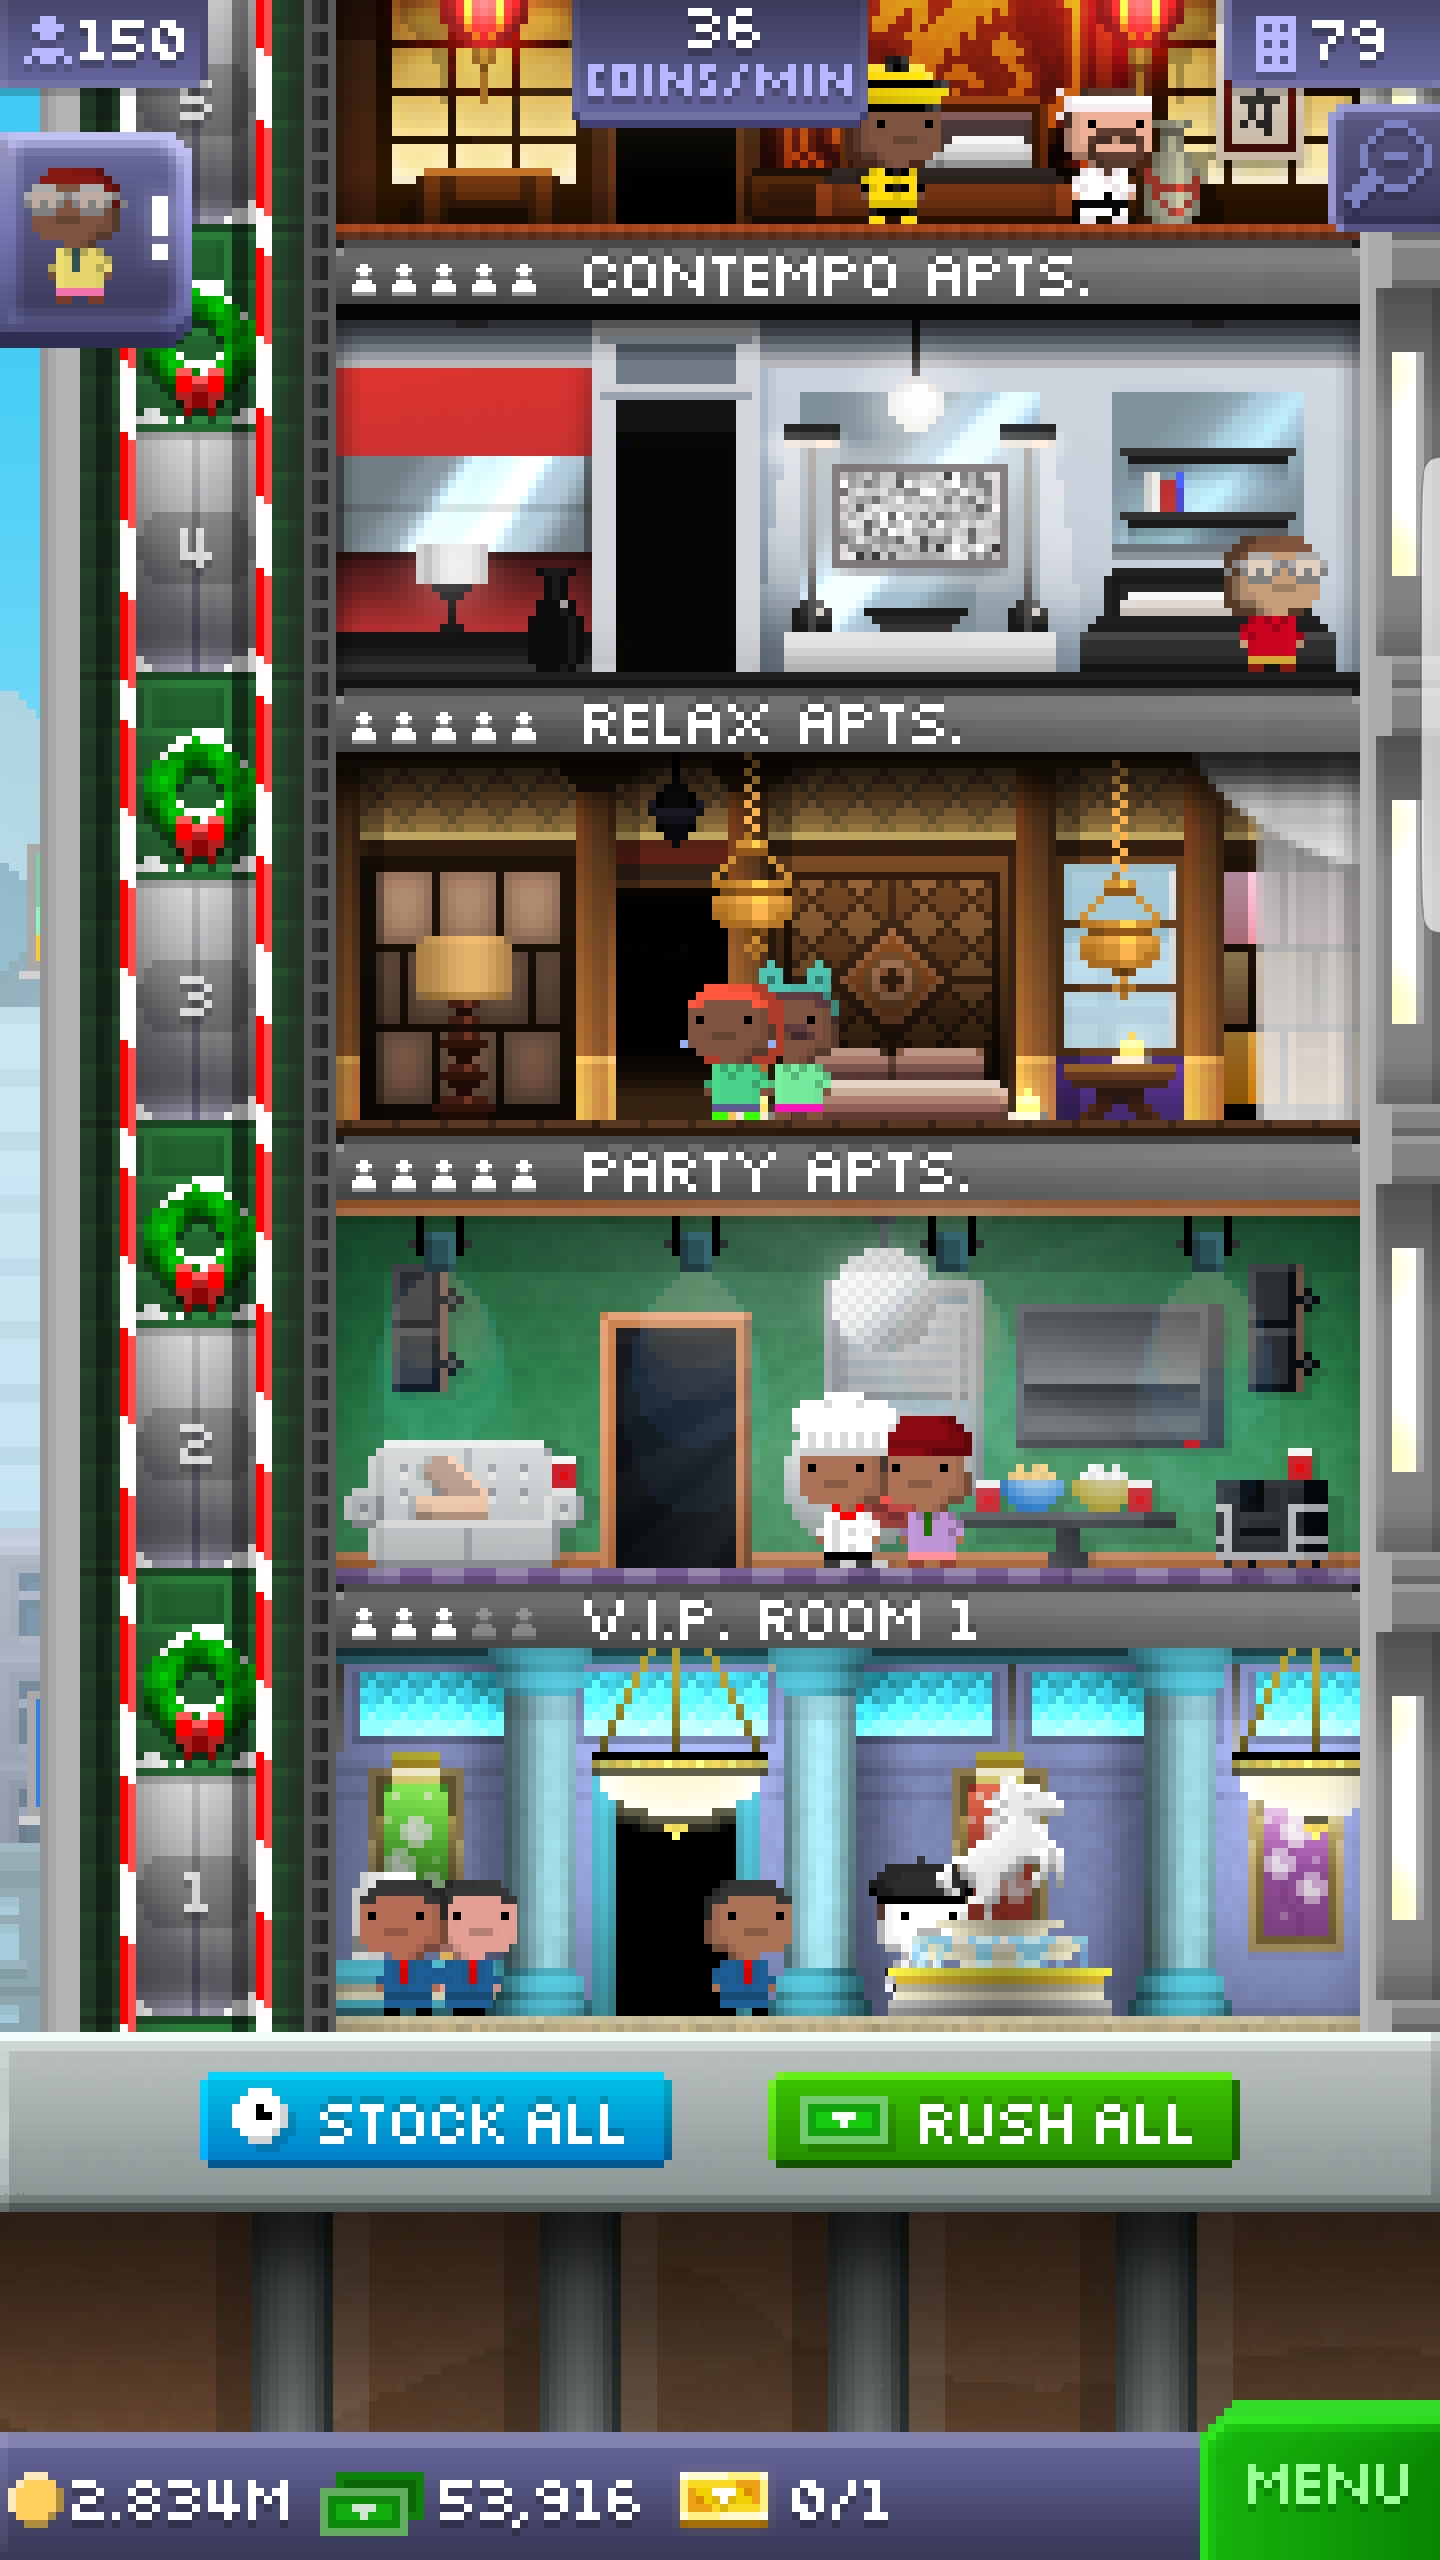 150
36
COINS/MIN
79
5
!
CONTEMPO APTS.
4
RELAX APTS.
3
PARTY APTS.
2
V.I.P. ROOM 1
1
STOCK ALL
RUSH ALL
2.834M
53,916
0/1
MENU